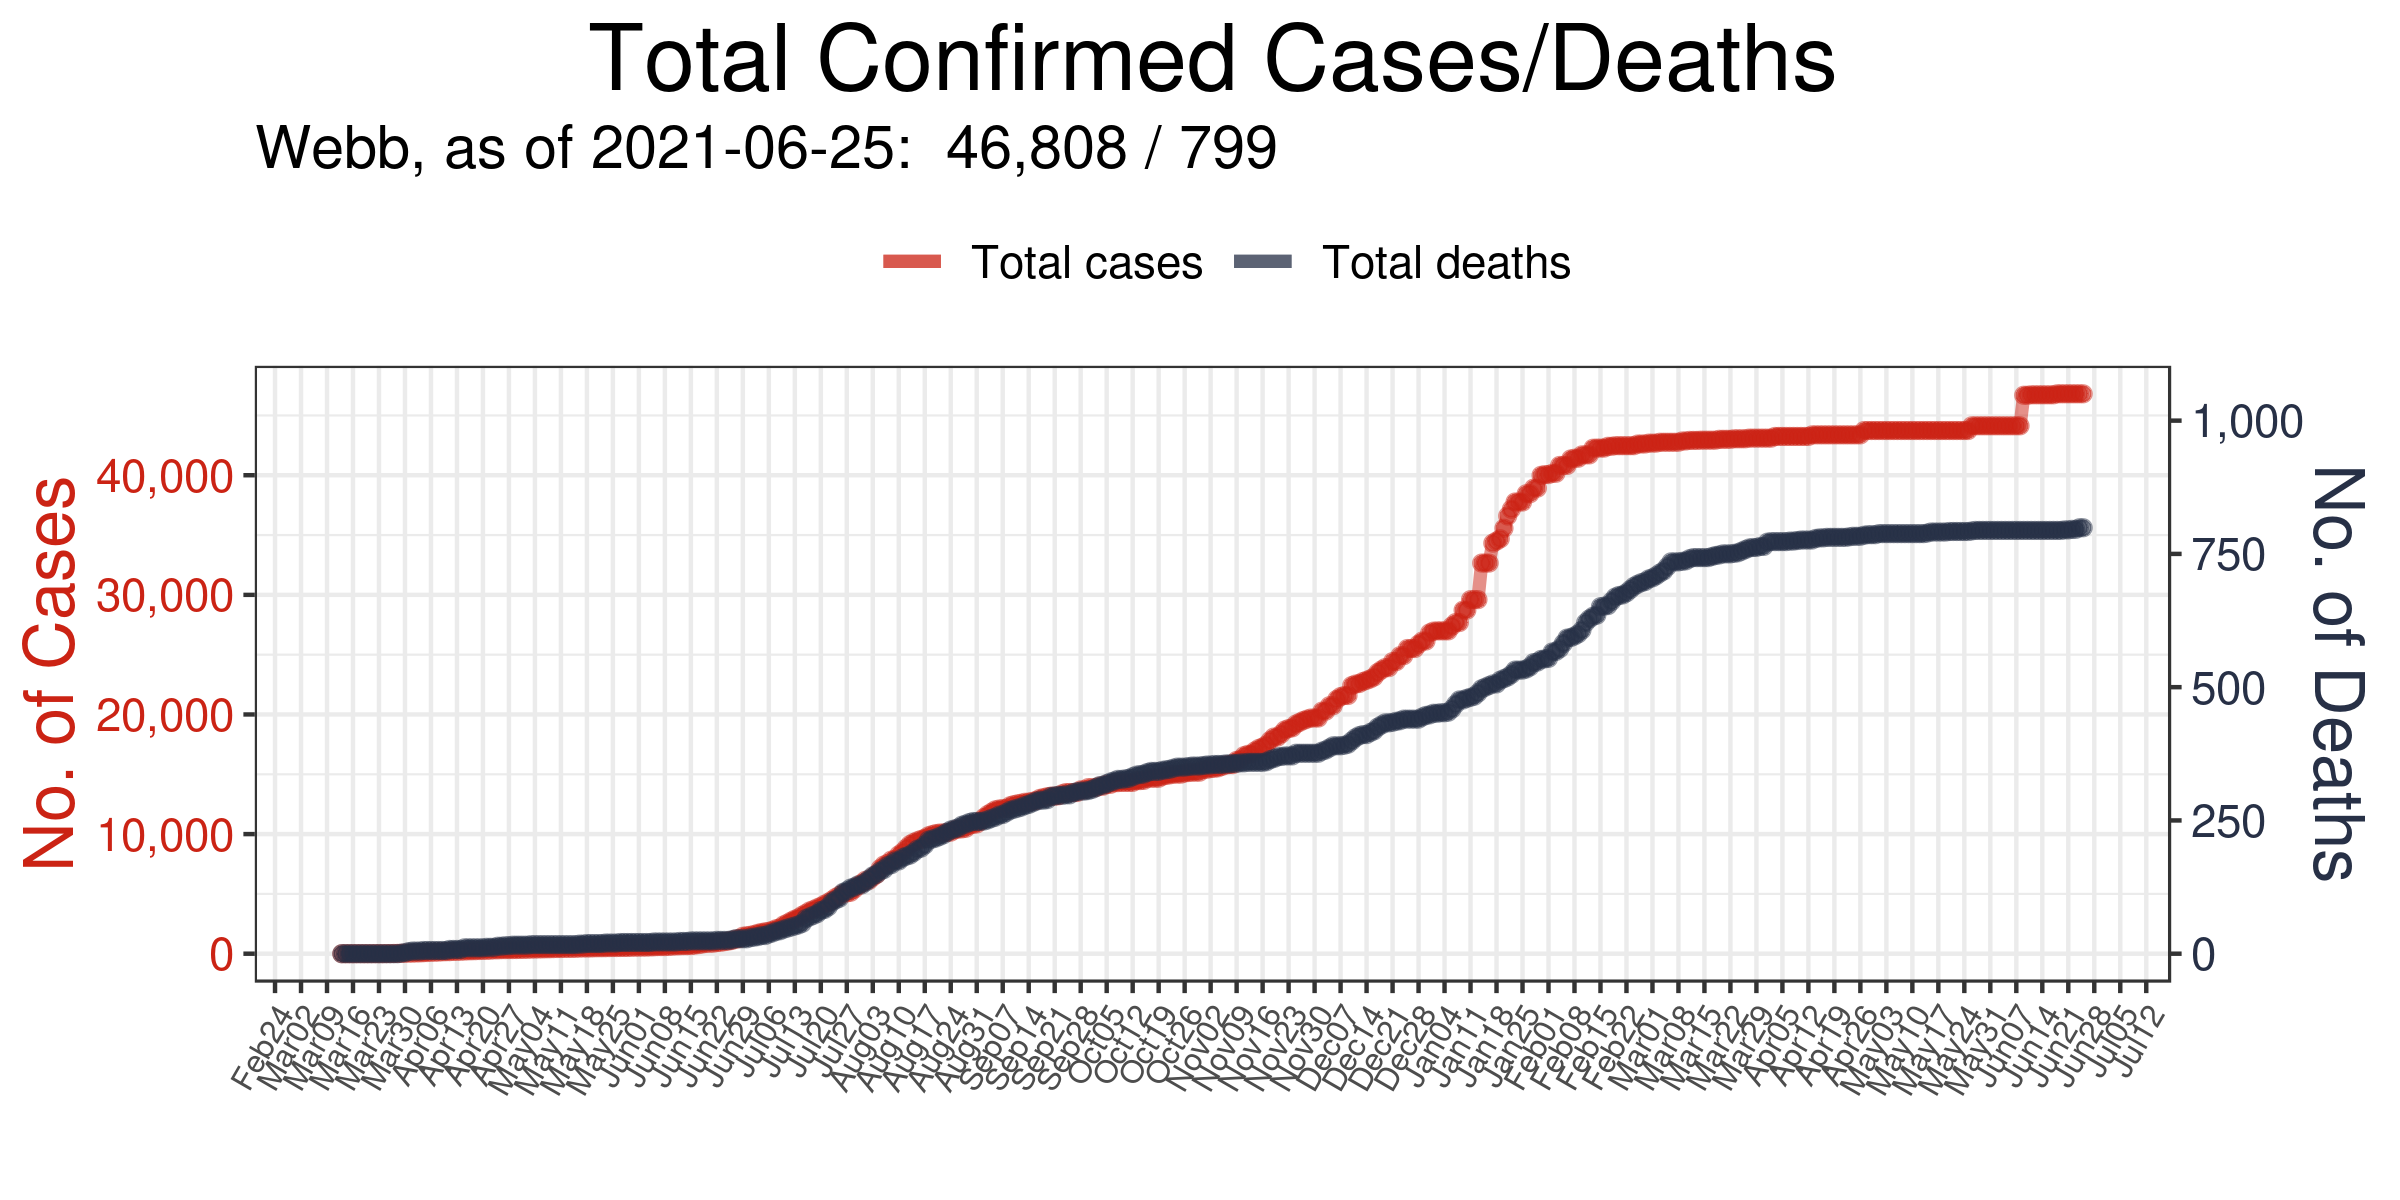 Total Confirmed Cases/Deaths
Webb, as of 2021-06-25:  46,808 / 799
Total cases
Total deaths
No. of Cases
40,000
30,000
20,000
10,000
0
1,000
750
500
250
0
No. of Deaths
Feb24
Mar02
Mar09
Mar16
Mar23
Mar30
Apr06
Apr13
Apr20
Apr27
May04
May11
May18
May25
Jun01
Jun08
Jun15
Jun22
Jun29
Jul06
Jul13
Jul20
Jul27
Aug03
Aug10
Aug17
Aug24
Aug31
Sep07
Sep14
Sep21
Sep28
Oct05
Oct12
Oct19
Oct26
Nov02
Nov09
Nov16
Nov23
Nov30
Dec07
Dec14
Dec21
Dec28
Jan04
Jan11
Jan18
Jan25
Feb01
Feb08
Feb15
Feb22
Mar01
Mar08
Mar15
Mar22
Mar29
Apr05
Apr12
Apr19
Apr26
May03
May10
May17
May24
May31
Jun07
Jun14
Jun21
Jun28
Jul05
Jul12